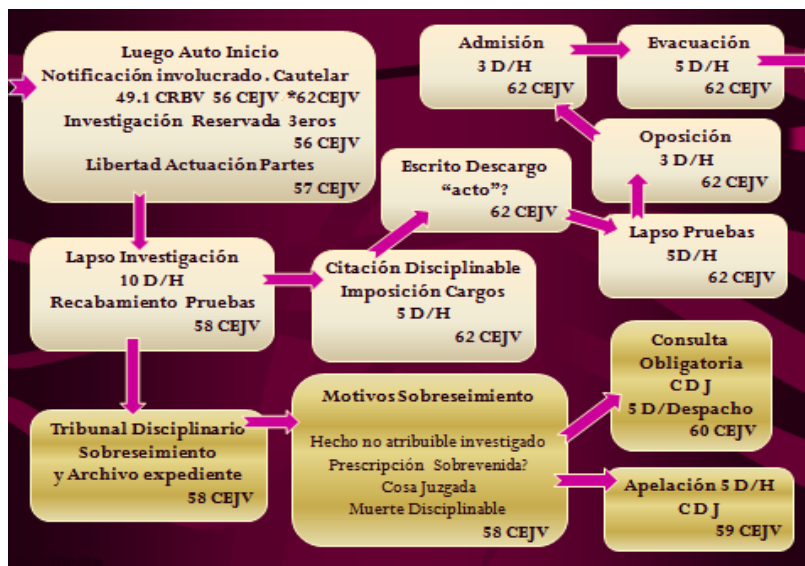 Luego Auto Inicio
Notificación involucrado . Cautelar
49.1 CRBV 56 CEJV *62CEJV
Investigación Reservada 3eros
56 CEJV
Libertad Actuación Partes
57 CEJV
Lapso Investigación
10 D/H
Recabamiento Pruebas
58 CEJV
Citación Disciplinable
Imposición Cargos
5 D/H
62 CEJV
Escrito Descargo
“acto”?
62 CEJV
Lapso Pruebas
5D/H
62 CEJV
Oposición
3 D/H
62 CEJV
Admisión
3 D/H
62 CEJV
Evacuación
5 D/H
62 CEJV
Tribunal Disciplinario
Sobreseimiento
y Archivo expediente
58 CEJV
Motivos Sobreseimiento
Hecho no atribuible investigado
Prescripción Sobrevenida?
Cosa Juzgada
Muerte Disciplinable
58 CEJV
Consulta
Obligatoria
C D J
5 D/Despacho
60 CEJV
Apelación 5 D/H
C D J
59 CEJV